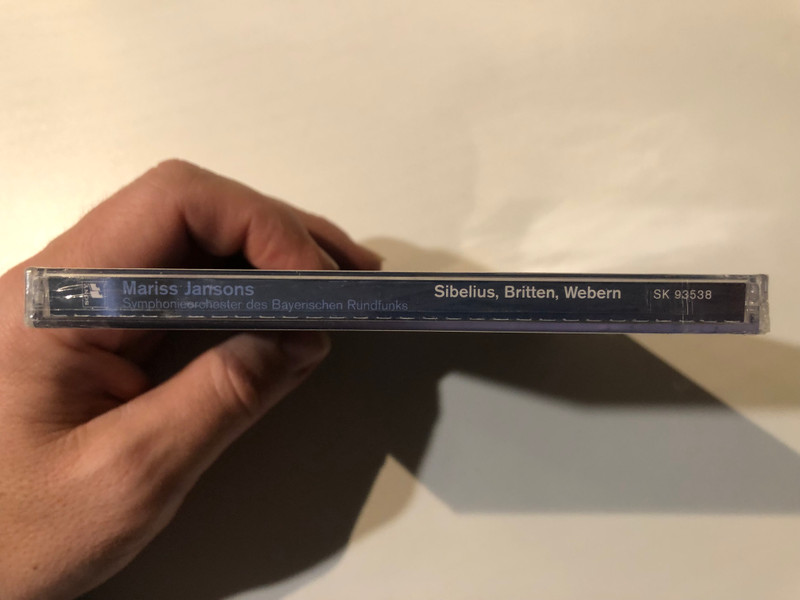 Mariss Jansons
Symphonieorchester des Bayerischen Rundfunks
Sibelius, Britten, Webern
SK 93538